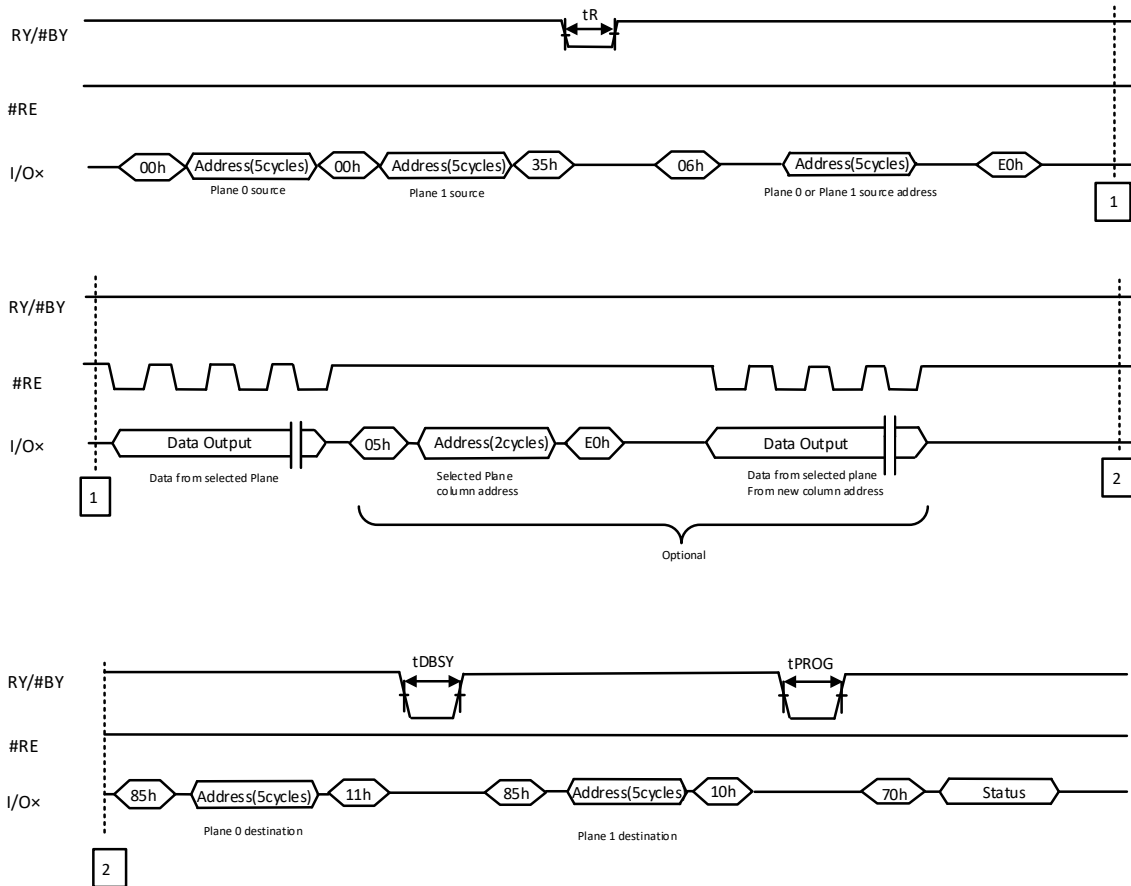 tR
RY/#BY
#RE
I/O×
00h Address(5cycles) 00h Address(5cycles) 35h 06h Address(5cycles) E0h
Plane 0 source Plane 1 source Plane 0 or Plane 1 source address
1
RY/#BY
#RE
I/O×
Data Output 05h Address(2cycles) E0h Data Output
Data from selected Plane
Selected Plane
column address
Data from selected plane
From new column address
1
2
Optional
tDBSY tPROG
RY/#BY
#RE
I/O×
85h Address(5cycles) 11h 85h Address(5cycles 10h 70h Status
Plane 0 destination Plane 1 destination
2